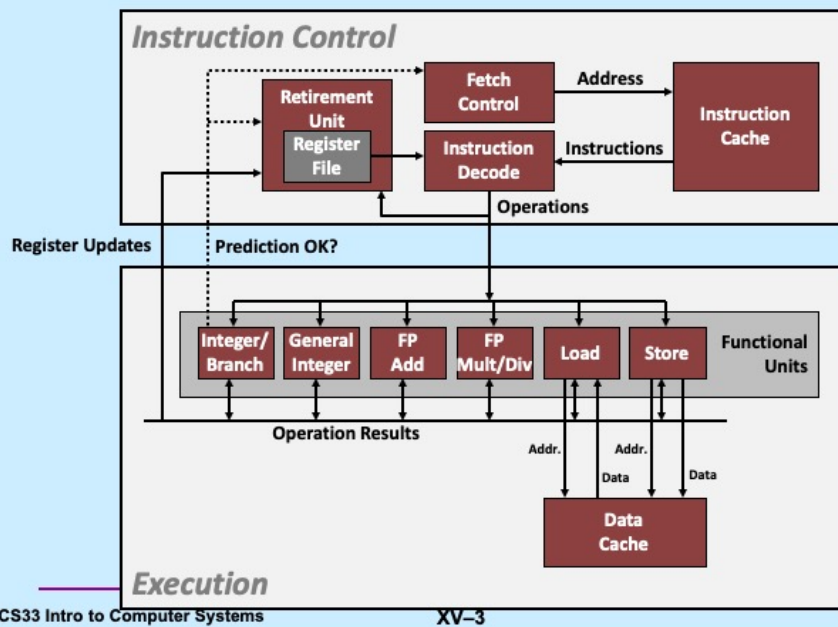 Instruction Control
Retirement
Unit
Register
File
Fetch
Control
Address
Instruction
Cache
Instruction
Decode
Instructions
Operations
Register Updates
Prediction OK?
Integer/
Branch
General
Integer
FP
Add
FP
Mult/Div
Load
Store
Functional
Units
Operation Results
Addr.
Data
Addr.
Data
Data
Cache
Execution
CS33 Intro to Computer Systems
XV–3